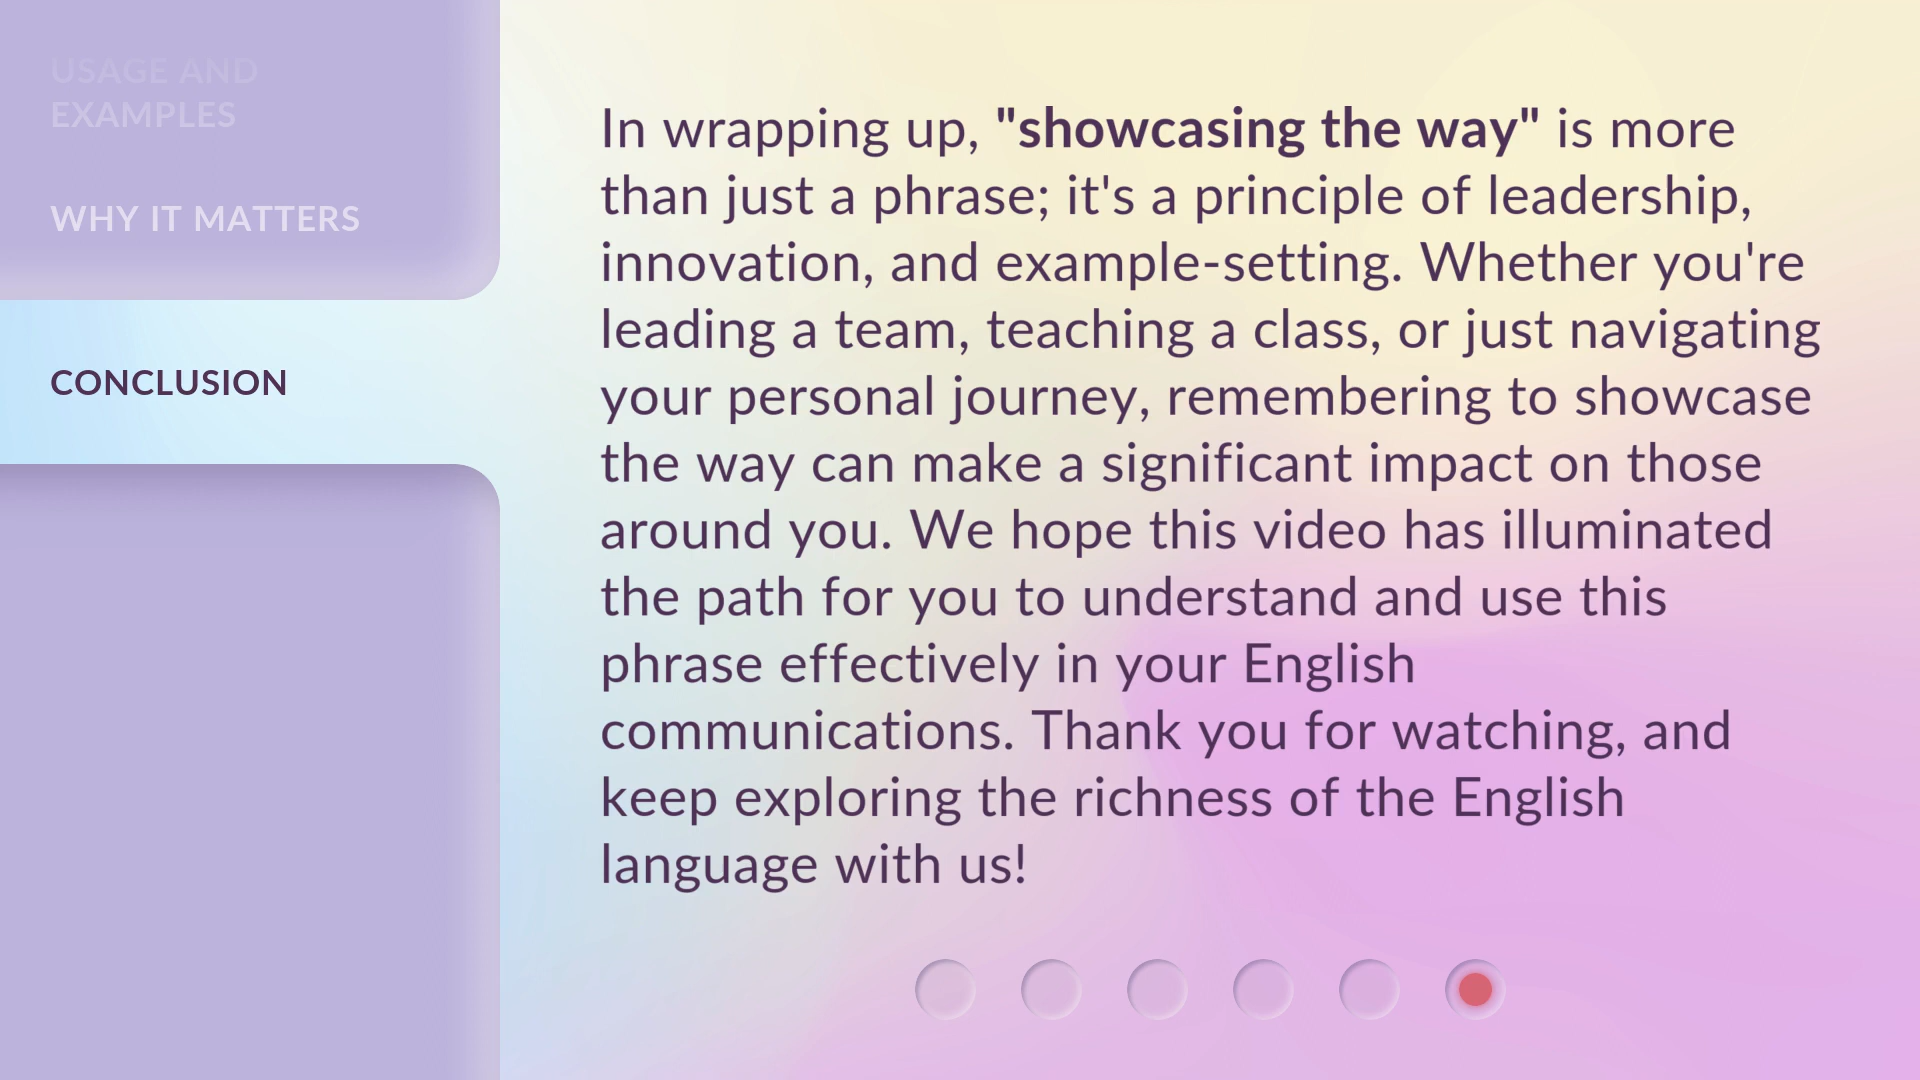 USAGE AND
EXAMPLES
WHY IT MATTERS
CONCLUSION
In wrapping up, "showcasing the way" is more
than just a phrase; it's a principle of leadership,
innovation, and example-setting. Whether you're
leading a team, teaching a class, or just navigating
your personal journey, remembering to showcase
the way can make a significant impact on those
around you. We hope this video has illuminated
the path for you to understand and use this
phrase effectively in your English
communications. Thank you for watching, and
keep exploring the richness of the English
language with us!